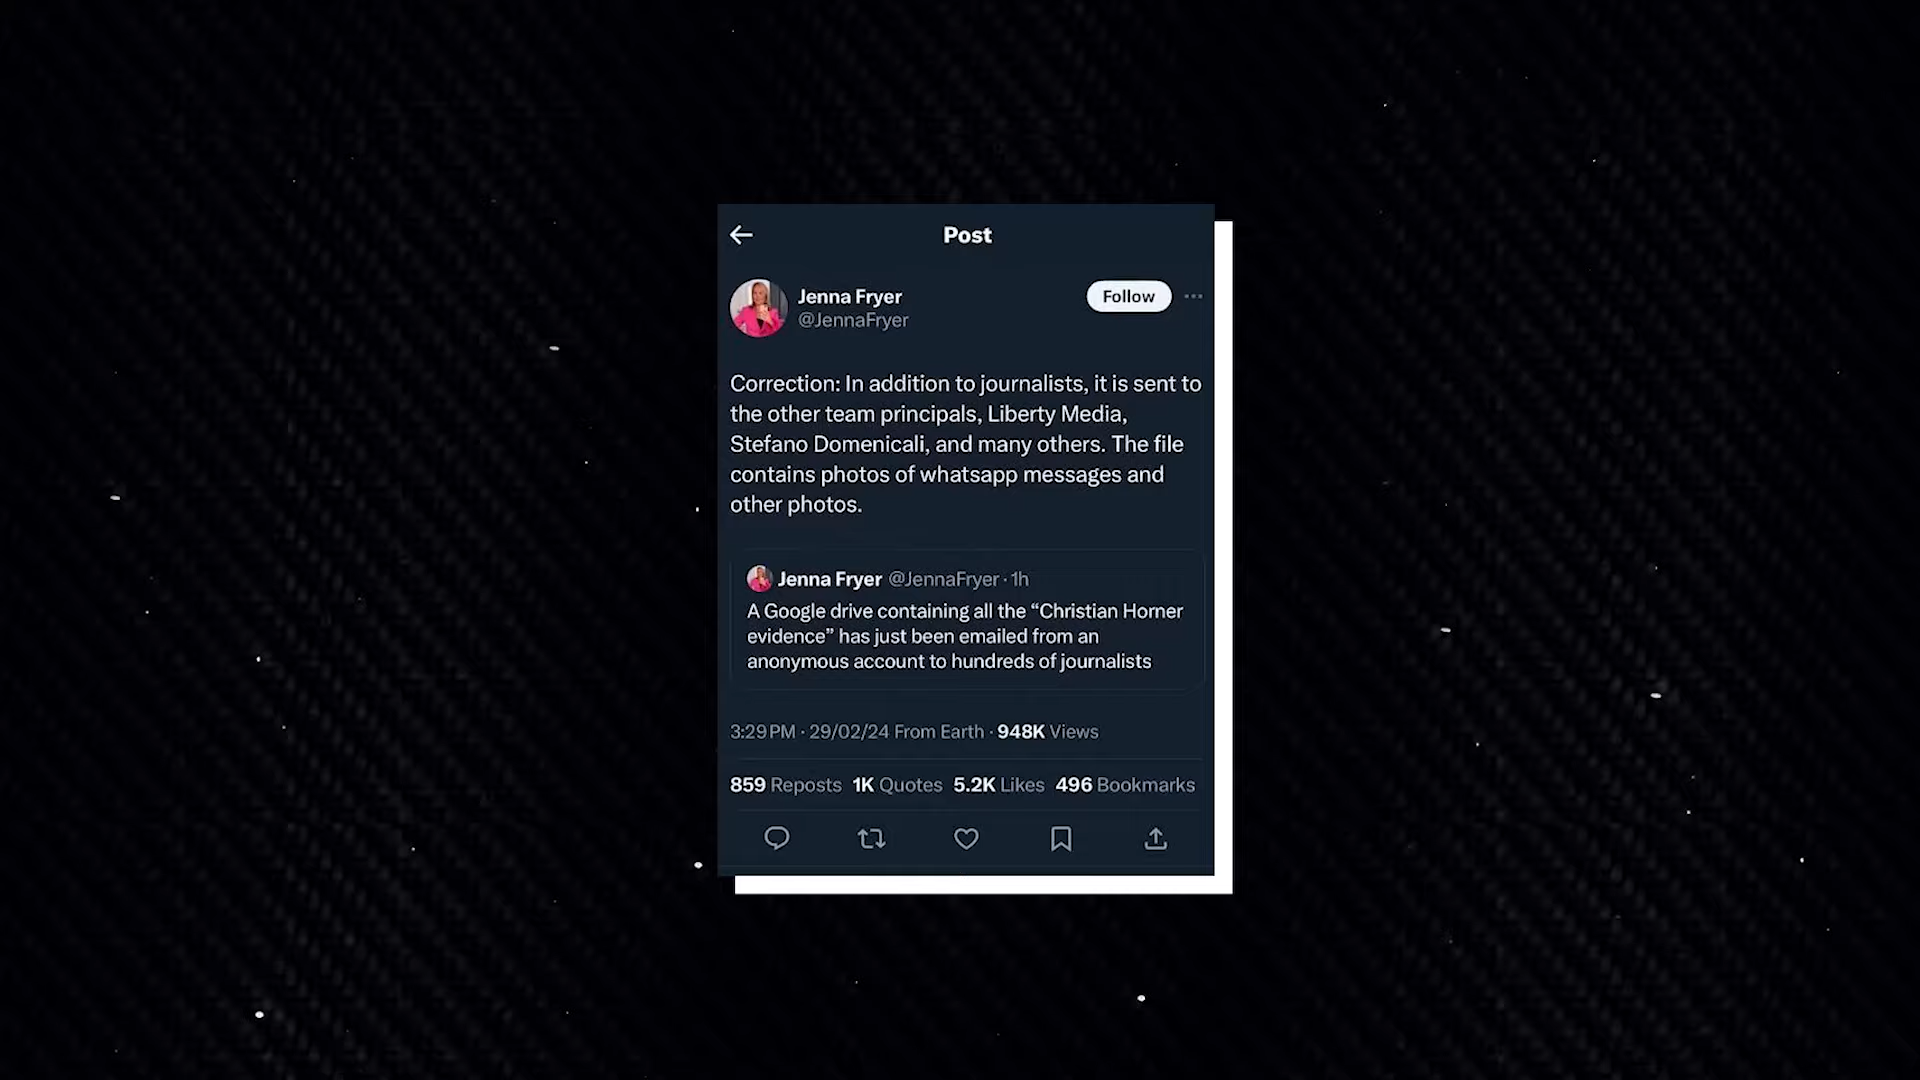 Post
Jenna Fryer
@JennaFryer
Follow
Correction: In addition to journalists, it is sent to
the other team principals, Liberty Media,
Stefano Domenicali, and many others. The file
contains photos of whatsapp messages and
other photos.
Jenna Fryer @JennaFryer · 1h
A Google drive containing all the “Christian Horner
evidence” has just been emailed from an
anonymous account to hundreds of journalists
3:29 PM · 29/02/24 From Earth · 948K Views
859 Reposts 1K Quotes 5.2K Likes 496 Bookmarks